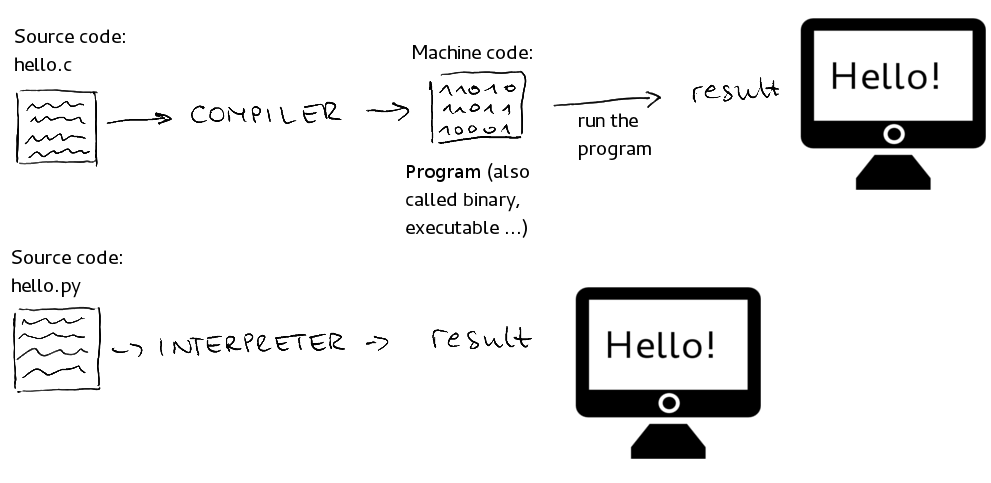 Source code:
hello.c
COMPILER
Machine code:
11010
11011
10001
Program (also
called binary,
executable ...)
run the
program
result
Hello!
Source code:
hello.py
INTERPRETER
result
Hello!